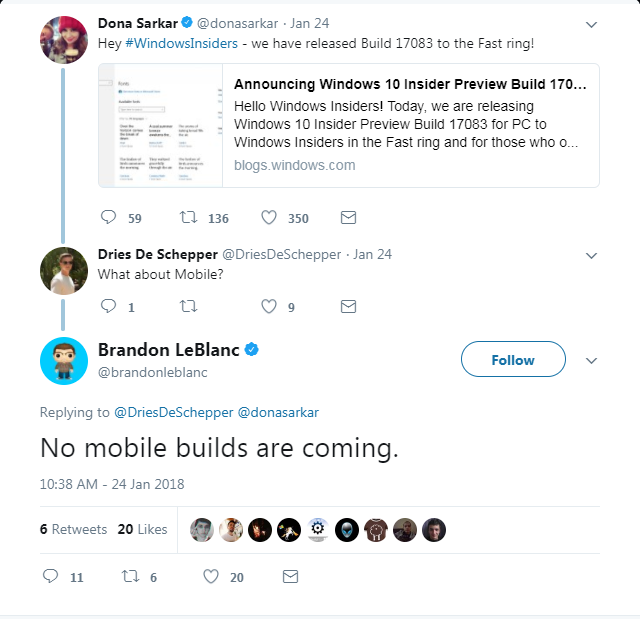 Dona Sarkar @donasarkar · Jan 24
Hey #WindowsInsiders - we have released Build 17083 to the Fast ring!
Announcing Windows 10 Insider Preview Build 170...
Hello Windows Insiders! Today, we are releasing
Windows 10 Insider Preview Build 17083 for PC to
Windows Insiders in the Fast ring and for those who o...
blogs.windows.com
59 136 350
Dries De Schepper @DriesDeSchepper · Jan 24
What about Mobile?
1 9
Brandon LeBlanc
@brandonleblanc
Follow
Replying to @DriesDeSchepper @donasarkar
No mobile builds are coming.
10:38 AM - 24 Jan 2018
6 Retweets 20 Likes
11 6 20